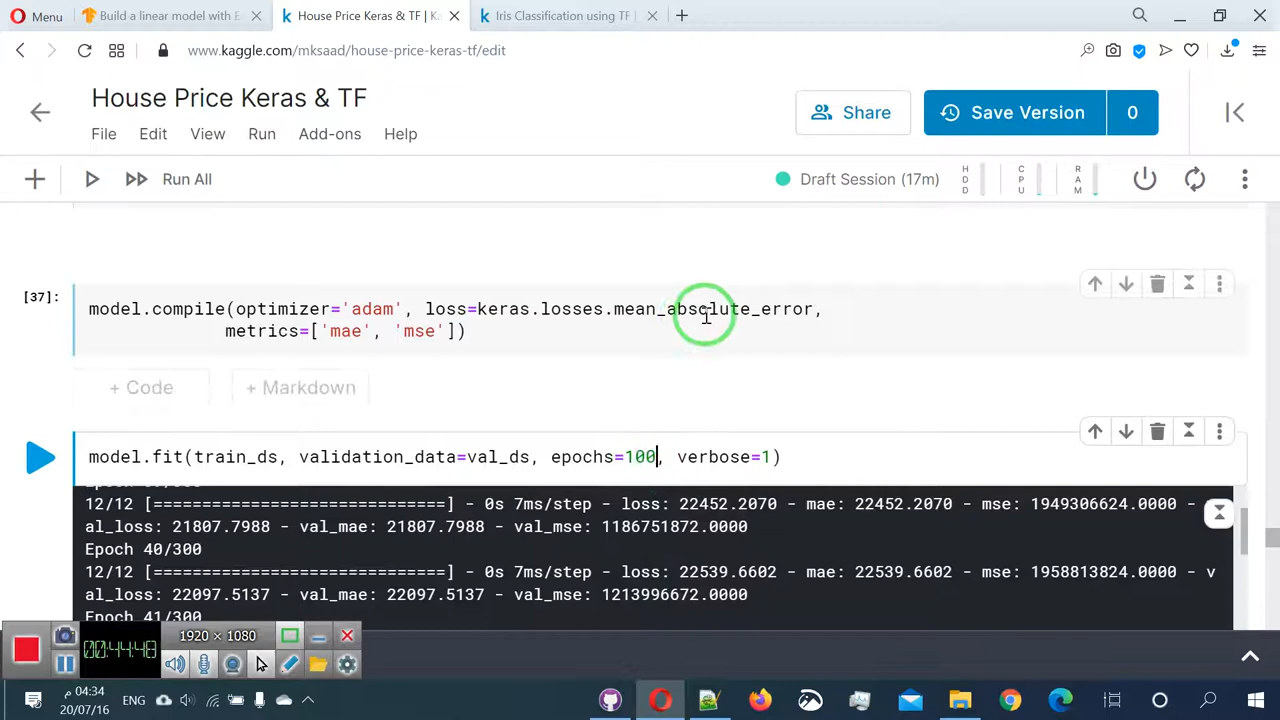 Menu
Build a linear model with E
House Price Keras & TF | Ka
Iris Classification using TF |
www.kaggle.com/mksaad/house-price-keras-tf/edit
House Price Keras & TF
File Edit View Run Add-ons Help
Share
Save Version 0
Run All
Draft Session (17m)
HDD
CPU
RAM
[37]:
model.compile(optimizer='adam', loss=keras.losses.mean_absolute_error,
metrics=['mae', 'mse'])
+ Code + Markdown
model.fit(train_ds, validation_data=val_ds, epochs=100, verbose=1)
12/12 [==============================] - 0s 7ms/step - loss: 22452.2070 - mae: 22452.2070 - mse: 1949306624.0000 - v
al_loss: 21807.7988 - val_mae: 21807.7988 - val_mse: 1186751872.0000
Epoch 40/300
12/12 [==============================] - 0s 7ms/step - loss: 22539.6602 - mae: 22539.6602 - mse: 1958813824.0000 - v
al_loss: 22097.5137 - val_mae: 22097.5137 - val_mse: 1213996672.0000
Epoch 41/300
00:44:48
1920 × 1080
04:34 م
ENG
20/07/16